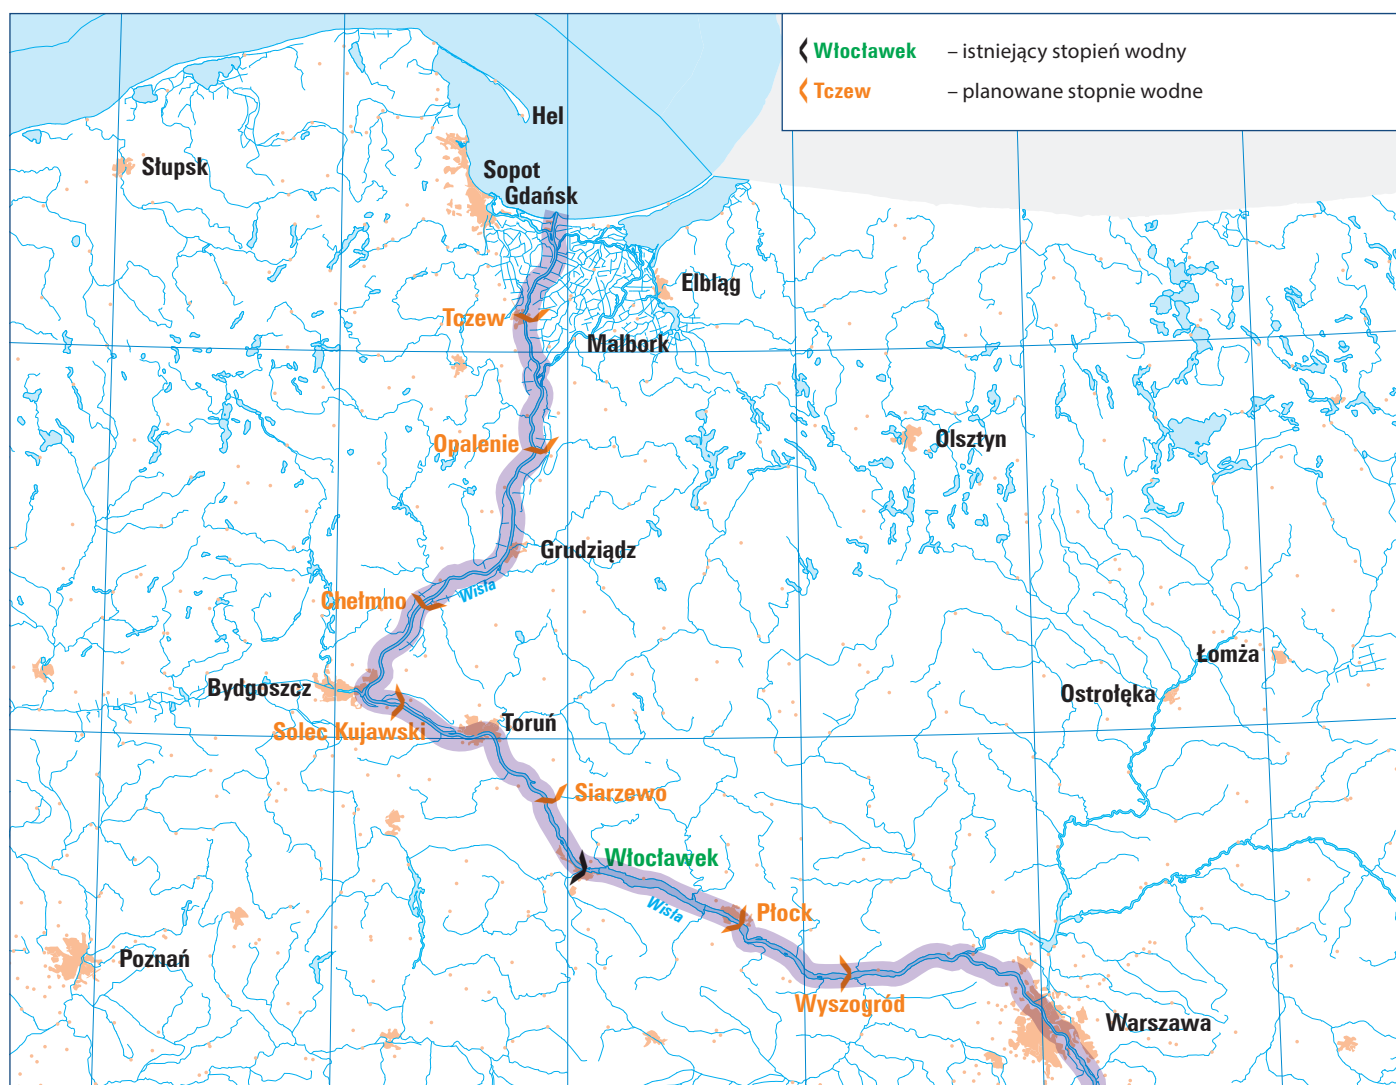 Włocławek – istniejący stopień wodny
Tczew – planowane stopnie wodne
Hel
Słupsk
Sopot
Gdańsk
Elbląg
Tczew
Malbork
Opalenie
Olsztyn
Grudziądz
Chełmno
Wisła
Łomża
Bydgoszcz
Ostrołęka
Toruń
Solec Kujawski
Siarzewo
Włocławek
Wisła
Płock
Poznań
Wyszogród
Warszawa